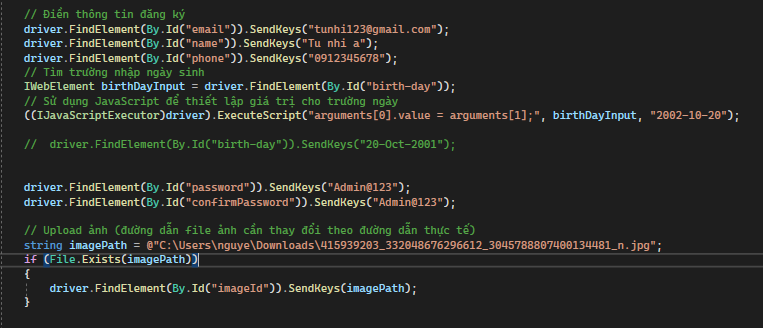 // Điền thông tin đăng ký
driver.FindElement(By.Id("email")).SendKeys("tunhi123@gmail.com");
driver.FindElement(By.Id("name")).SendKeys("Tu nhi a");
driver.FindElement(By.Id("phone")).SendKeys("0912345678");
// Tìm trường nhập ngày sinh
IWebElement birthDayInput = driver.FindElement(By.Id("birth-day"));
// Sử dụng JavaScript để thiết lập giá trị cho trường ngày
((IJavaScriptExecutor)driver).ExecuteScript("arguments[0].value = arguments[1];", birthDayInput, "2002-10-20");
//  driver.FindElement(By.Id("birth-day")).SendKeys("20-Oct-2001");
driver.FindElement(By.Id("password")).SendKeys("Admin@123");
driver.FindElement(By.Id("confirmPassword")).SendKeys("Admin@123");
// Upload ảnh (đường dẫn file ảnh cần thay đổi theo đường dẫn thực tế)
string imagePath = @"C:\Users\nguye\Downloads\415939203_332048676296612_3045788807400134481_n.jpg";
if (File.Exists(imagePath))
{
    driver.FindElement(By.Id("imageId")).SendKeys(imagePath);
}